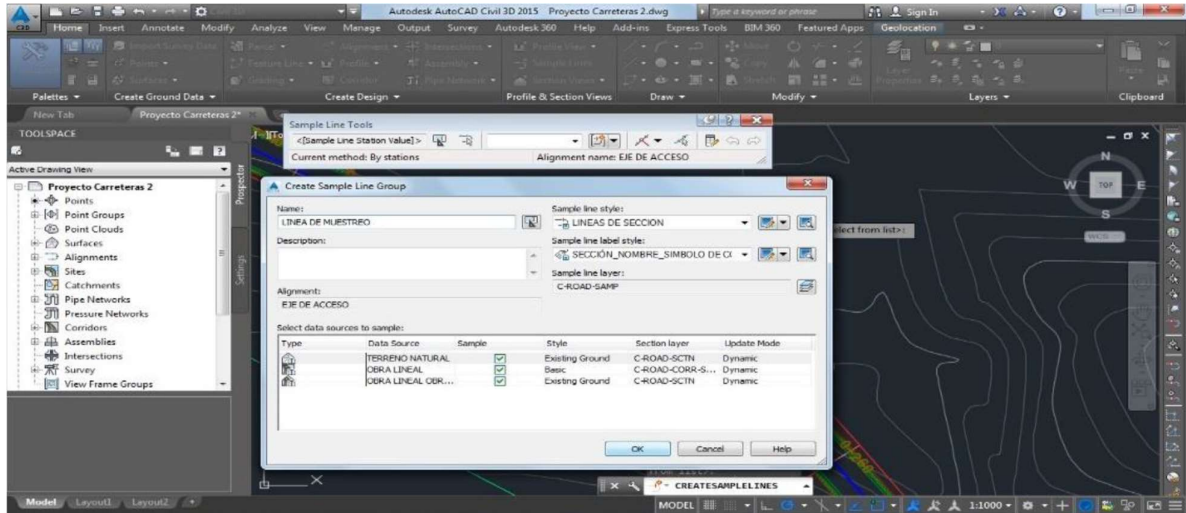 Autodesk AutoCAD Civil 3D 2015 Proyecto Carreteras 2.dwg
Type a keyword or phrase
Sign In
Home Insert Annotate Modify Analyze View Manage Output Survey Autodesk 360 Help Add-ins Express Tools BIM 360 Featured Apps Geolocation
Palettes
Create Ground Data
Create Design
Profile & Section Views
Draw
Modify
Layers
Clipboard
New Tab
Proyecto Carreteras 2*
TOOLSPACE
Active Drawing View
Proyecto Carreteras 2
Points
Point Groups
Point Clouds
Surfaces
Alignments
Sites
Catchments
Pipe Networks
Pressure Networks
Corridors
Assemblies
Intersections
Survey
View Frame Groups
Prospector
Settings
Sample Line Tools
<[Sample Line Station Value]>
Current method: By stations
Alignment name: EJE DE ACCESO
Create Sample Line Group
Name:
LINEA DE MUESTREO
Description:
Alignment:
EJE DE ACCESO
Sample line style:
LINEAS DE SECCION
Sample line label style:
SECCIÓN_NOMBRE_SIMBOLO DE
Sample line layer:
C-ROAD-SAMP
Select data sources to sample:
Type Data Source Sample Style Section layer Update Mode
TERRENO NATURAL Existing Ground C-ROAD-SCTN Dynamic
OBRA LINEAL Basic C-ROAD-CORR-S... Dynamic
OBRA LINEAL OBR... Existing Ground C-ROAD-SCTN Dynamic
OK Cancel Help
select from list>:
N
W TOP E
S
WCS
0+260
CREATESAMPLELINES
Model Layout1 Layout2 +
MODEL
1:1000